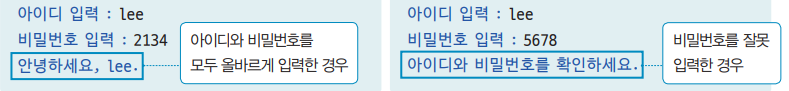 아이디 입력 : lee
비밀번호 입력 : 2134
안녕하세요, lee.
아이디와 비밀번호를
모두 올바르게 입력한 경우
아이디 입력 : lee
비밀번호 입력 : 5678
아이디와 비밀번호를 확인하세요.
비밀번호를 잘못
입력한 경우